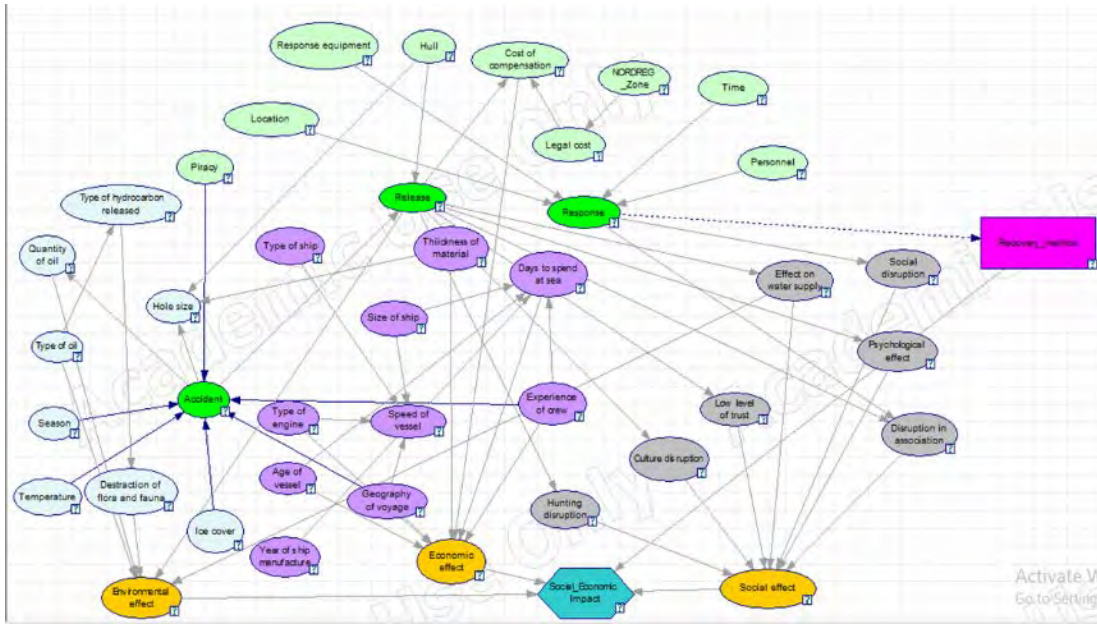 Response equipment
Hull
Cost of
compensation
NORDREG
_Zone
Time
Location
Legal cost
Personnel
Piracy
Type of hydrocarbon
released
Release
Response
Quantity
of oil
Type of ship
Thickness of
material
Days to spend
at sea
Effect on
water supply
Social
disruption
Hole size
Size of ship
Type of oil
Psychological
effect
Accident
Season
Type of
engine
Speed of
vessel
Experience
of crew
Low level
of trust
Disruption in
association
Culture disruption
Temperature
Destraction of
flora and fauna
Age of
vessel
Geography
of voyage
Hunting
disruption
Ice cover
Year of ship
manufacture
Economic
effect
Environmental
effect
Social_Economic
Impact
Social effect
Activate W
Go to Setting